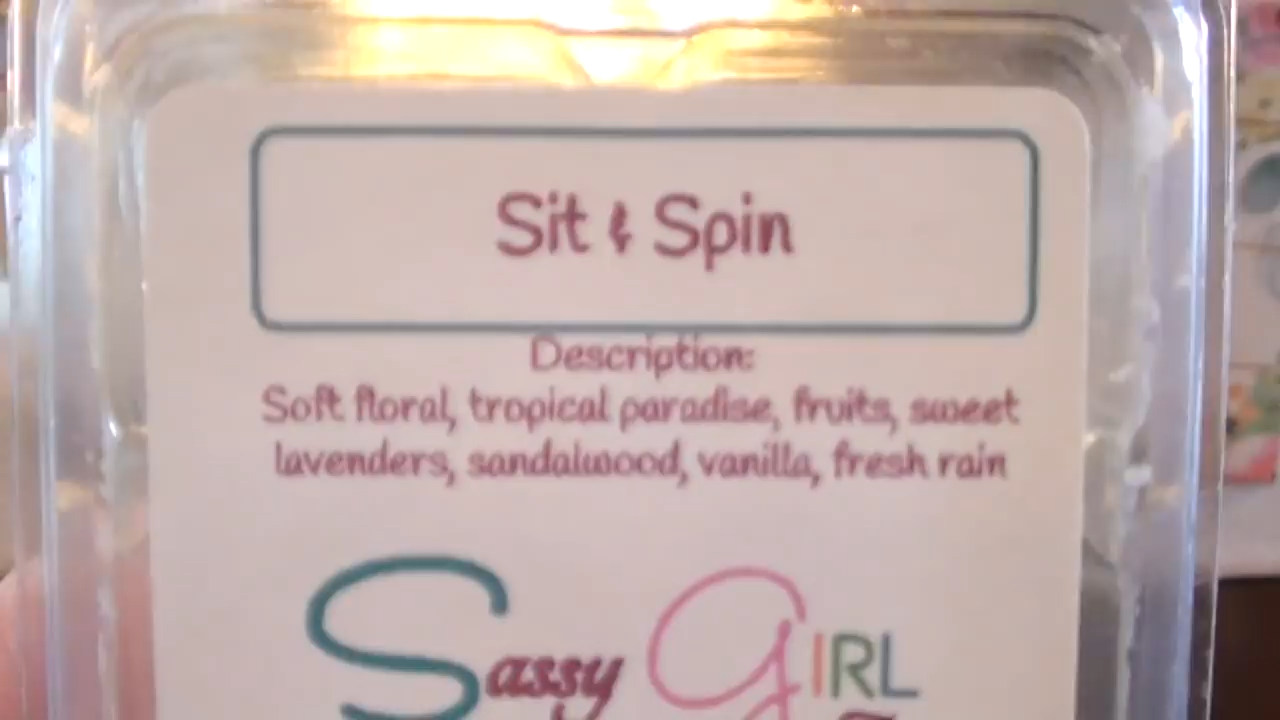 Sit & Spin
Description:
Soft floral, tropical paradise, fruits, sweet
lavenders, sandalwood, vanilla, fresh rain
Sassy GIRL